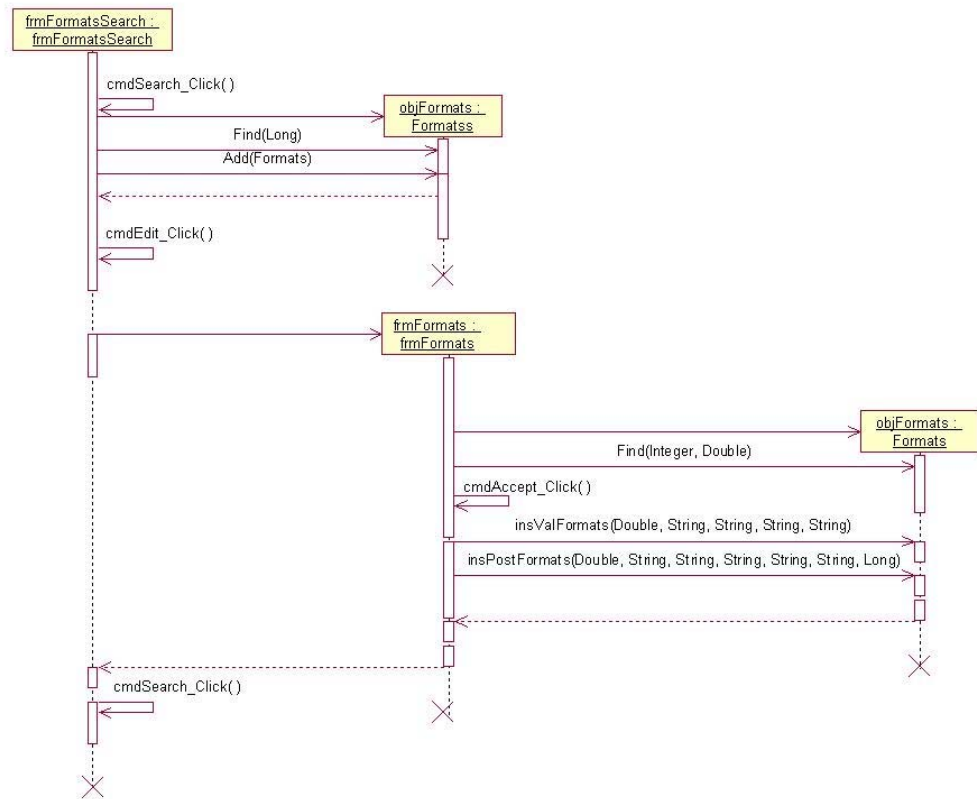 frmFormatsSearch :
frmFormatsSearch
cmdSearch_Click( )
objFormats :
Formatss
Find(Long)
Add(Formats)
cmdEdit_Click( )
frmFormats :
frmFormats
objFormats :
Formats
Find(Integer, Double)
cmdAccept_Click( )
insValFormats(Double, String, String, String, String)
insPostFormats(Double, String, String, String, String, String, Long)
cmdSearch_Click( )